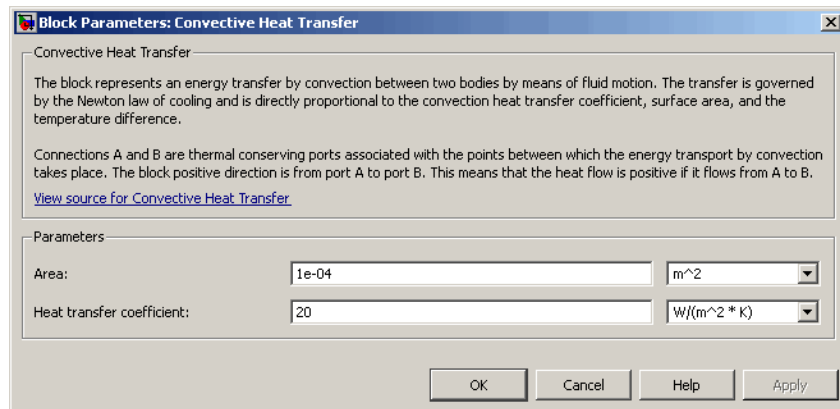 Block Parameters: Convective Heat Transfer
Convective Heat Transfer
The block represents an energy transfer by convection between two bodies by means of fluid motion. The transfer is governed
by the Newton law of cooling and is directly proportional to the convection heat transfer coefficient, surface area, and the
temperature difference.
Connections A and B are thermal conserving ports associated with the points between which the energy transport by convection
takes place. The block positive direction is from port A to port B. This means that the heat flow is positive if it flows from A to B.
View source for Convective Heat Transfer
Parameters
Area: 1e-04 m^2
Heat transfer coefficient: 20 W/(m^2 * K)
OK Cancel Help Apply